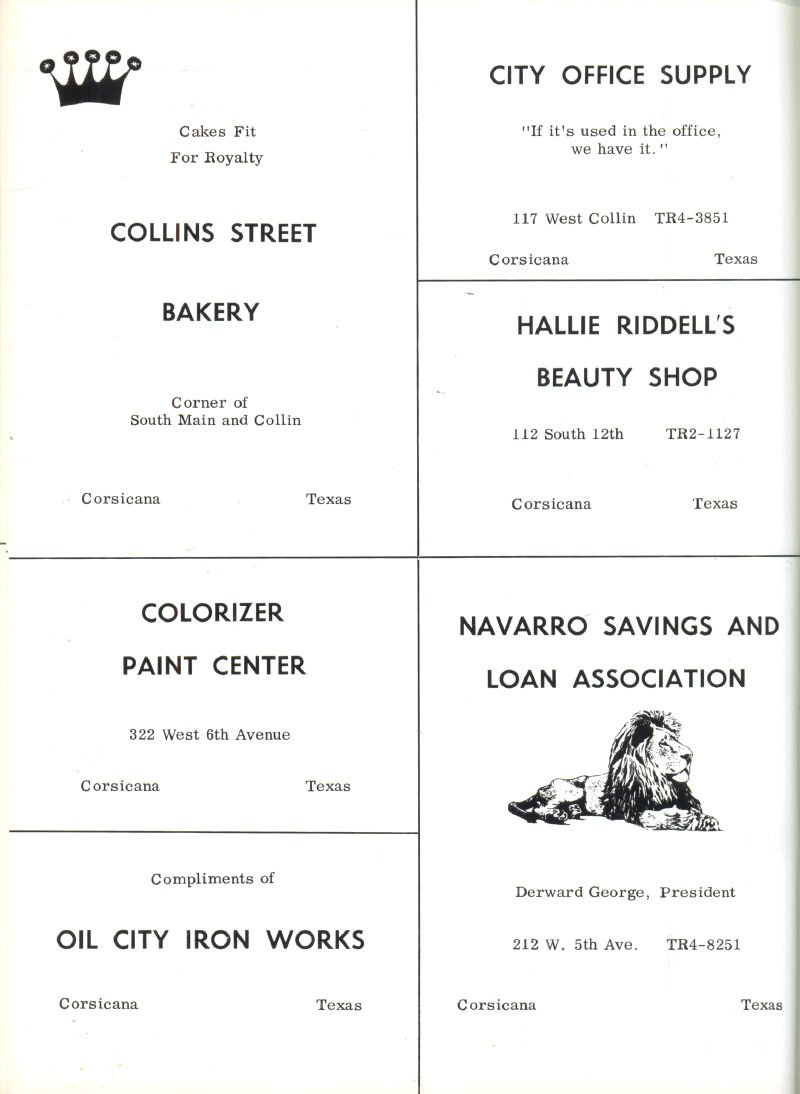 Cakes Fit
For Royalty
COLLINS STREET
BAKERY
Corner of
South Main and Collin
Corsicana Texas
CITY OFFICE SUPPLY
"If it's used in the office,
we have it."
117 West Collin TR4-3851
Corsicana Texas
HALLIE RIDDELL'S
BEAUTY SHOP
112 South 12th TR2-1127
Corsicana Texas
COLORIZER
PAINT CENTER
322 West 6th Avenue
Corsicana Texas
Compliments of
OIL CITY IRON WORKS
Corsicana Texas
NAVARRO SAVINGS AND
LOAN ASSOCIATION
Derward George, President
212 W. 5th Ave. TR4-8251
Corsicana Texas